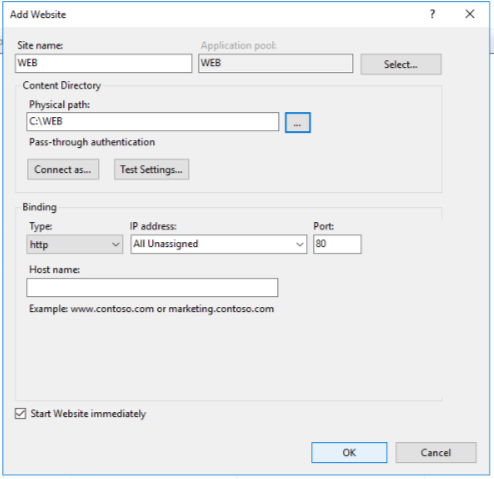 Add Website
?
Site name: Application pool:
WEB WEB Select...
Content Directory
Physical path:
C:\WEB ...
Pass-through authentication
Connect as... Test Settings...
Binding
Type: IP address: Port:
http All Unassigned 80
Host name:
Example: www.contoso.com or marketing.contoso.com
Start Website immediately
OK Cancel